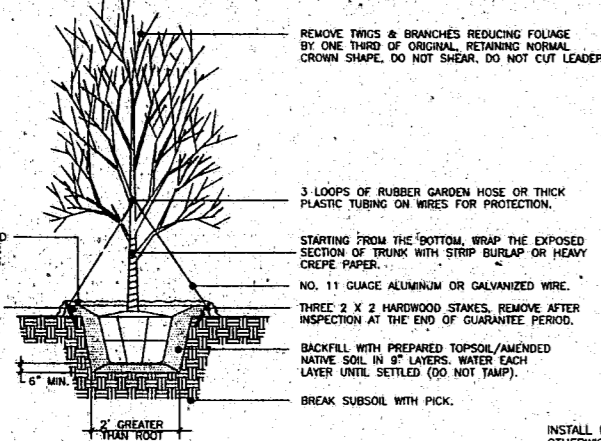 REMOVE TWIGS & BRANCHES REDUCING FOLIAGE
BY ONE THIRD OF ORIGINAL, RETAINING NORMAL
CROWN SHAPE, DO NOT SHEAR, DO NOT CUT LEADER
3 LOOPS OF RUBBER GARDEN HOSE OR THICK
PLASTIC TUBING ON WIRES FOR PROTECTION.
STARTING FROM THE BOTTOM, WRAP THE EXPOSED
SECTION OF TRUNK WITH STRIP BURLAP OR HEAVY
CREPE PAPER.
NO. 11 GUAGE ALUMINUM OR GALVANIZED WIRE.
THREE 2 X 2 HARDWOOD STAKES, REMOVE AFTER
INSPECTION AT THE END OF GUARANTEE PERIOD.
BACKFILL WITH PREPARED TOPSOIL/AMENDED
NATIVE SOIL IN 9" LAYERS. WATER EACH
LAYER UNTIL SETTLED (DO NOT TAMP).
BREAK SUBSOIL WITH PICK.
6" MIN.
2' GREATER
THAN ROOT
INSTALL